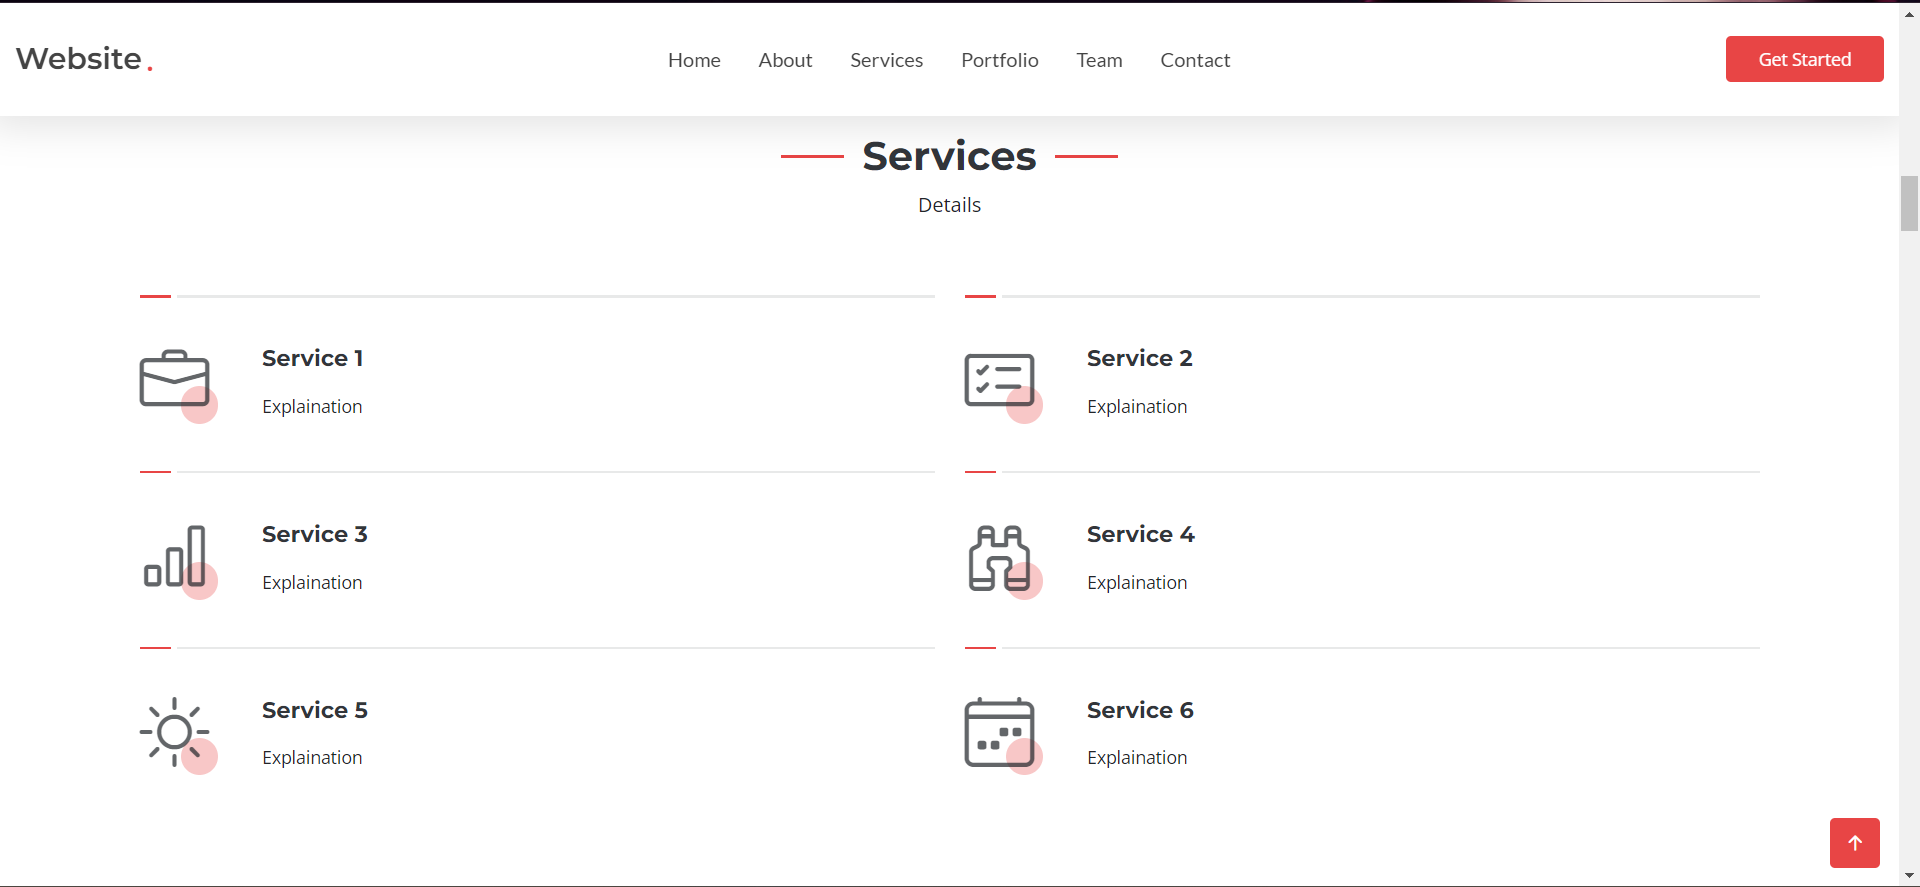 Website.
Home About Services Portfolio Team Contact
Get Started
Services
Details
Service 1
Explaination
Service 2
Explaination
Service 3
Explaination
Service 4
Explaination
Service 5
Explaination
Service 6
Explaination